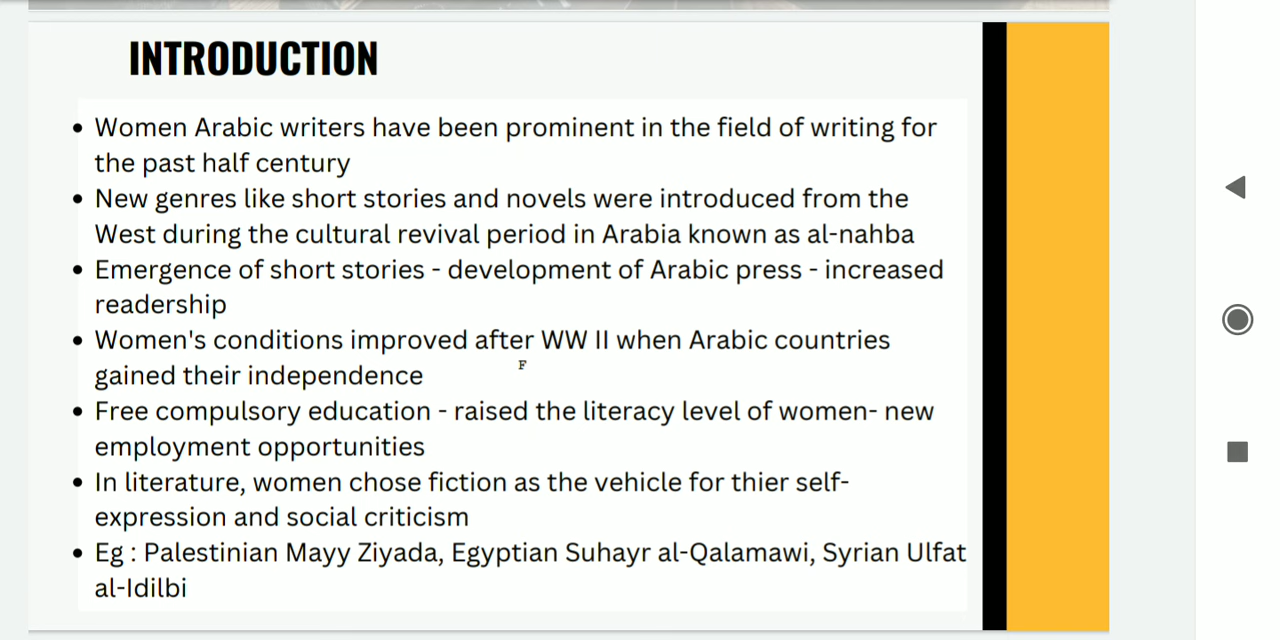 INTRODUCTION
• Women Arabic writers have been prominent in the field of writing for
the past half century
• New genres like short stories and novels were introduced from the
West during the cultural revival period in Arabia known as al-nahba
• Emergence of short stories - development of Arabic press - increased
readership
• Women's conditions improved after WW II when Arabic countries
gained their independence
• Free compulsory education - raised the literacy level of women- new
employment opportunities
• In literature, women chose fiction as the vehicle for thier self-
expression and social criticism
• Eg : Palestinian Mayy Ziyada, Egyptian Suhayr al-Qalamawi, Syrian Ulfat
al-Idilbi